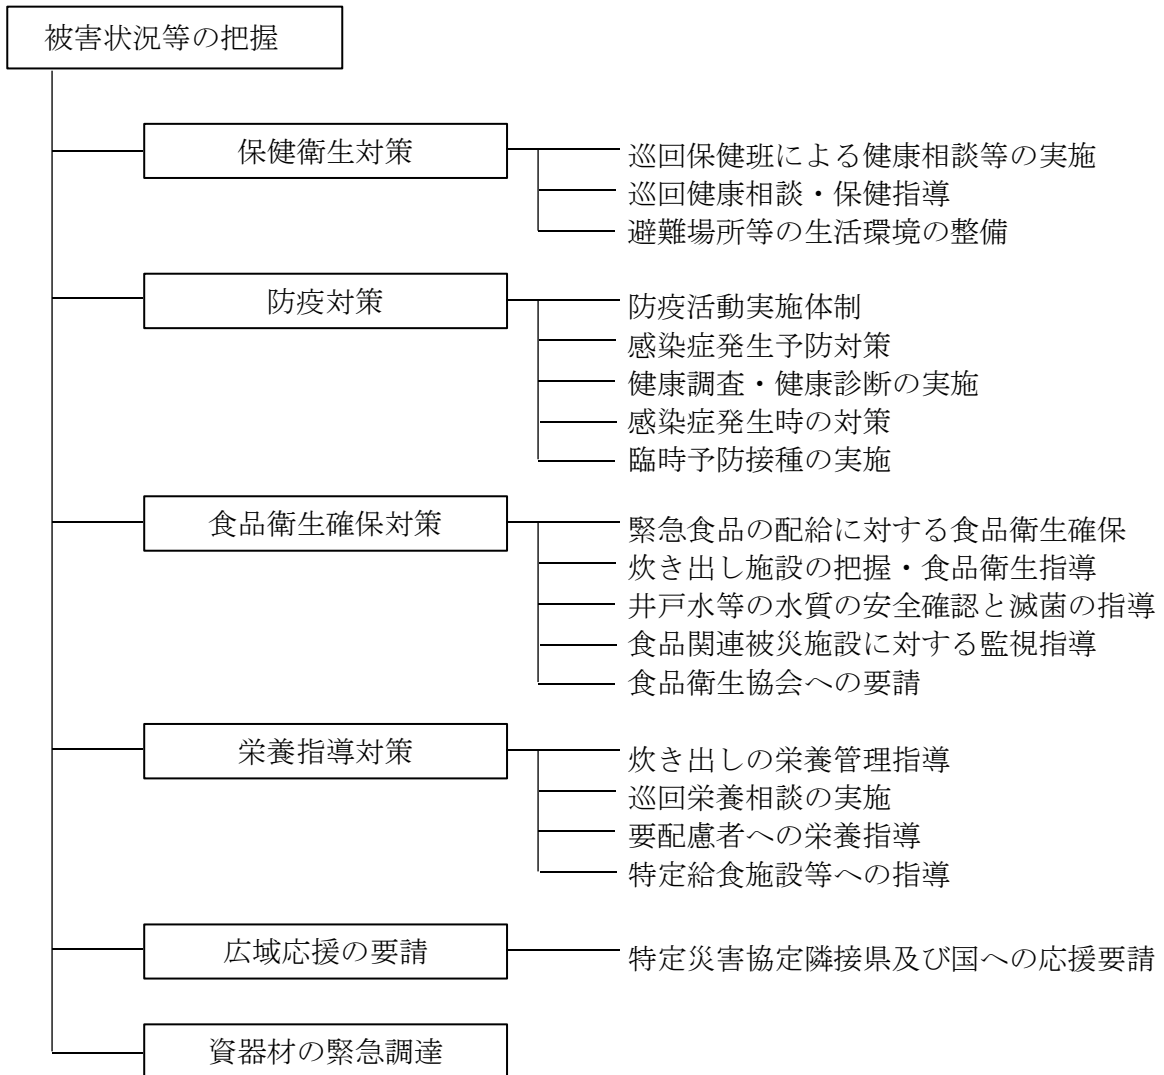 被害状況等の把握
保健衛生対策
巡回保健班による健康相談等の実施
巡回健康相談・保健指導
避難場所等の生活環境の整備
防疫対策
防疫活動実施体制
感染症発生予防対策
健康調査・健康診断の実施
感染症発生時の対策
臨時予防接種の実施
食品衛生確保対策
緊急食品の配給に対する食品衛生確保
炊き出し施設の把握・食品衛生指導
井戸水等の水質の安全確認と滅菌の指導
食品関連被災施設に対する監視指導
食品衛生協会への要請
栄養指導対策
炊き出しの栄養管理指導
巡回栄養相談の実施
要配慮者への栄養指導
特定給食施設等への指導
広域応援の要請
特定災害協定隣接県及び国への応援要請
資器材の緊急調達